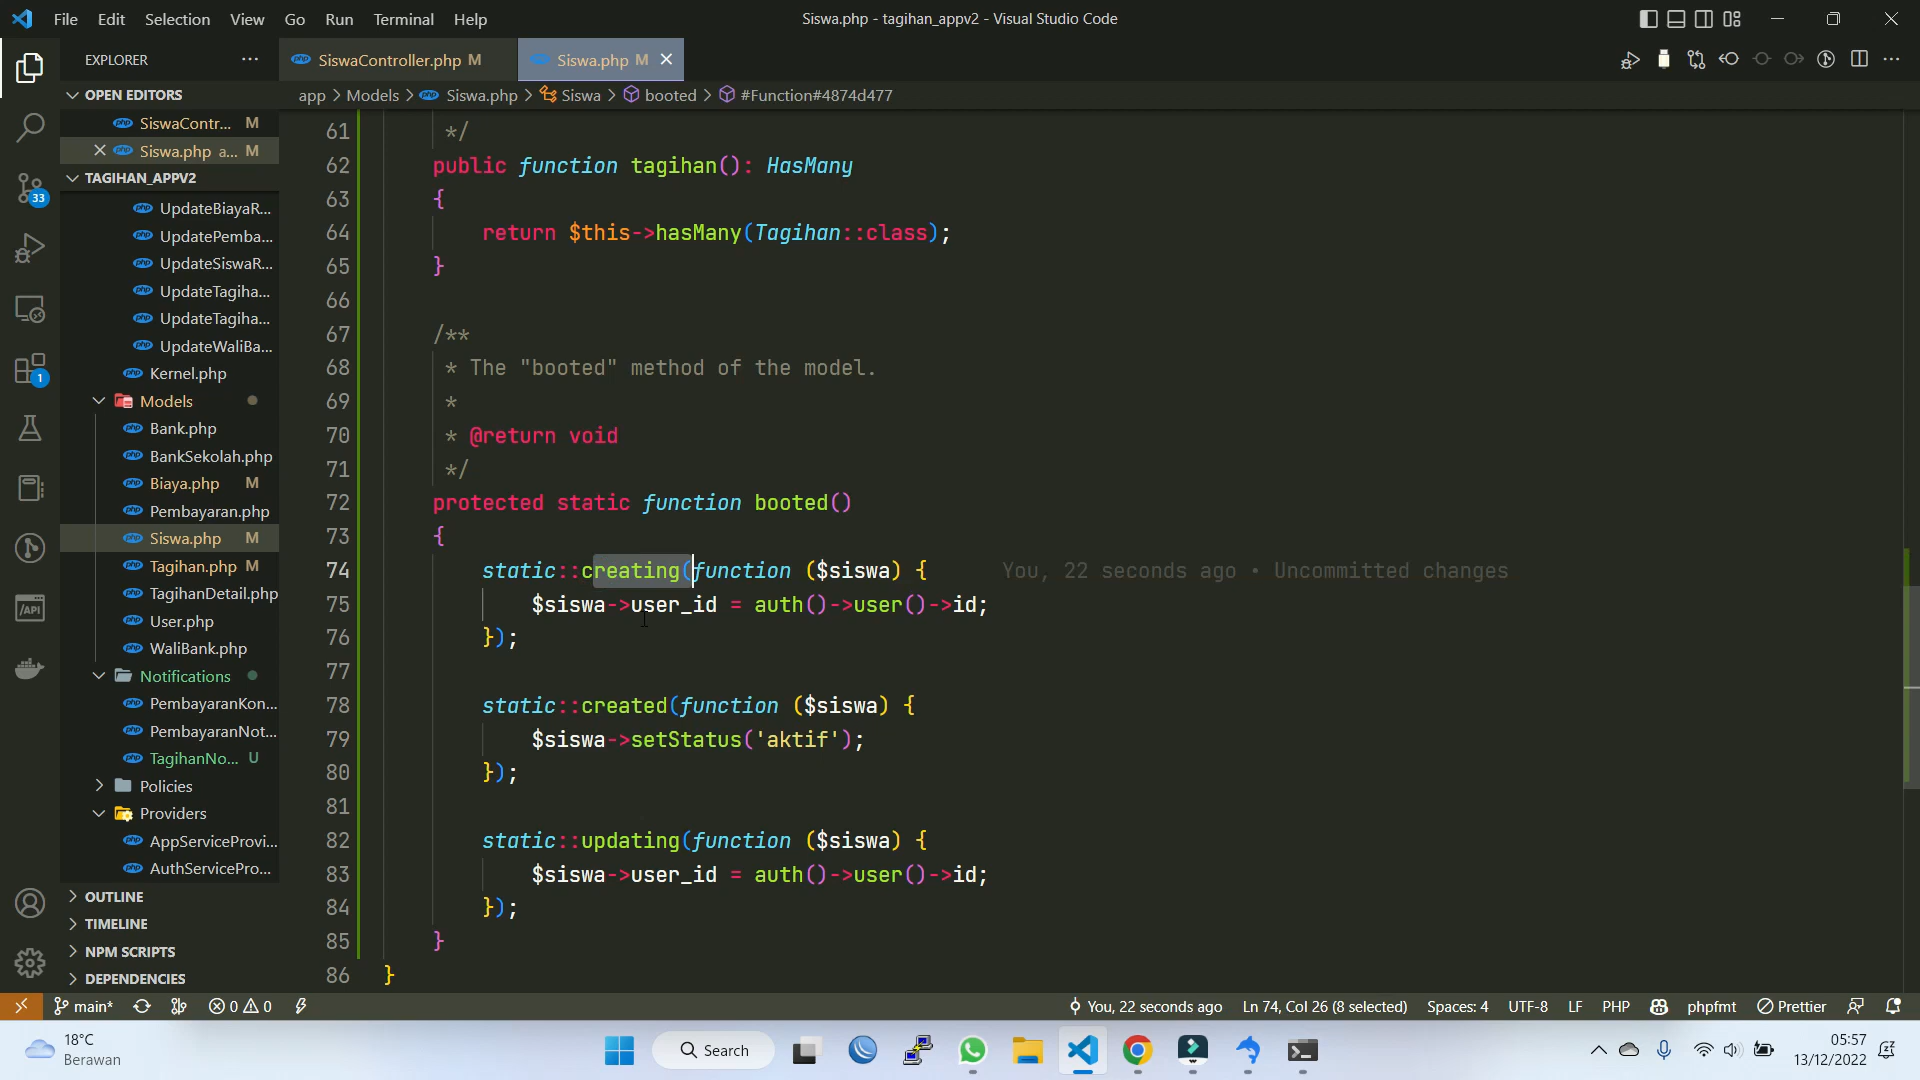 File Edit Selection View Go Run Terminal Help
Siswa.php - tagihan_appv2 - Visual Studio Code
EXPLORER
SiswaController.php M
Siswa.php M
OPEN EDITORS
SiswaContr... M
Siswa.php a... M
TAGIHAN_APPV2
UpdateBiayaR...
UpdatePemba...
UpdateSiswaR...
UpdateTagiha...
UpdateTagiha...
UpdateWaliBa...
Kernel.php
Models
Bank.php
BankSekolah.php
Biaya.php M
Pembayaran.php
Siswa.php M
Tagihan.php M
TagihanDetail.php
User.php
WaliBank.php
Notifications
PembayaranKon...
PembayaranNot...
TagihanNo... U
Policies
Providers
AppServiceProvi...
AuthServicePro...
OUTLINE
TIMELINE
NPM SCRIPTS
DEPENDENCIES
33
1
/API
app > Models > Siswa.php > Siswa > booted > #Function#4874d477
61 */
62 public function tagihan(): HasMany
63 {
64 return $this->hasMany(Tagihan::class);
65 }
66
67 /**
68 * The "booted" method of the model.
69 *
70 * @return void
71 */
72 protected static function booted()
73 {
74 static::creating(function ($siswa) { You, 22 seconds ago • Uncommitted changes
75 $siswa->user_id = auth()->user()->id;
76 });
77
78 static::created(function ($siswa) {
79 $siswa->setStatus('aktif');
80 });
81
82 static::updating(function ($siswa) {
83 $siswa->user_id = auth()->user()->id;
84 });
85 }
86 }
main* 0 0 You, 22 seconds ago Ln 74, Col 26 (8 selected) Spaces: 4 UTF-8 LF PHP phpfmt Prettier
18°C
Berawan
Search
05:57
13/12/2022